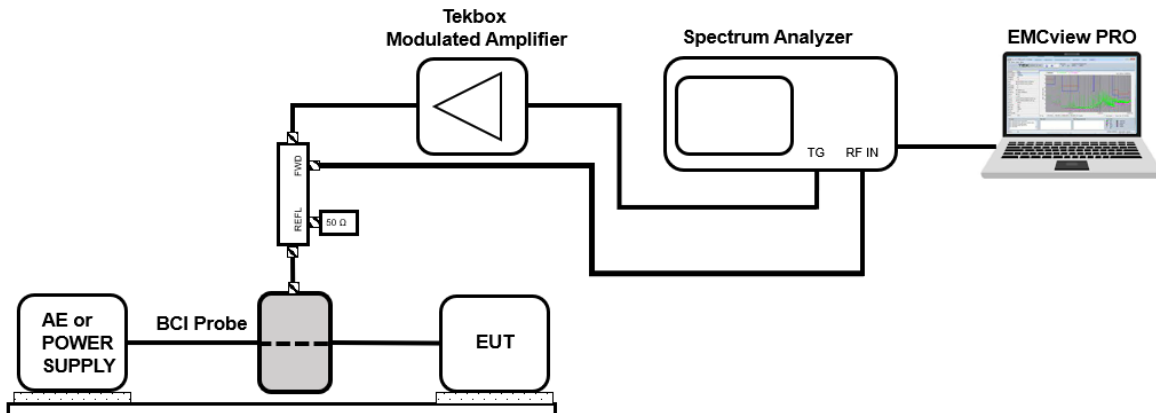 Tekbox
Modulated Amplifier
Spectrum Analyzer
EMCview PRO
TG
RF IN
FWD
REFL
50 Ω
AE or
POWER
SUPPLY
BCI Probe
EUT